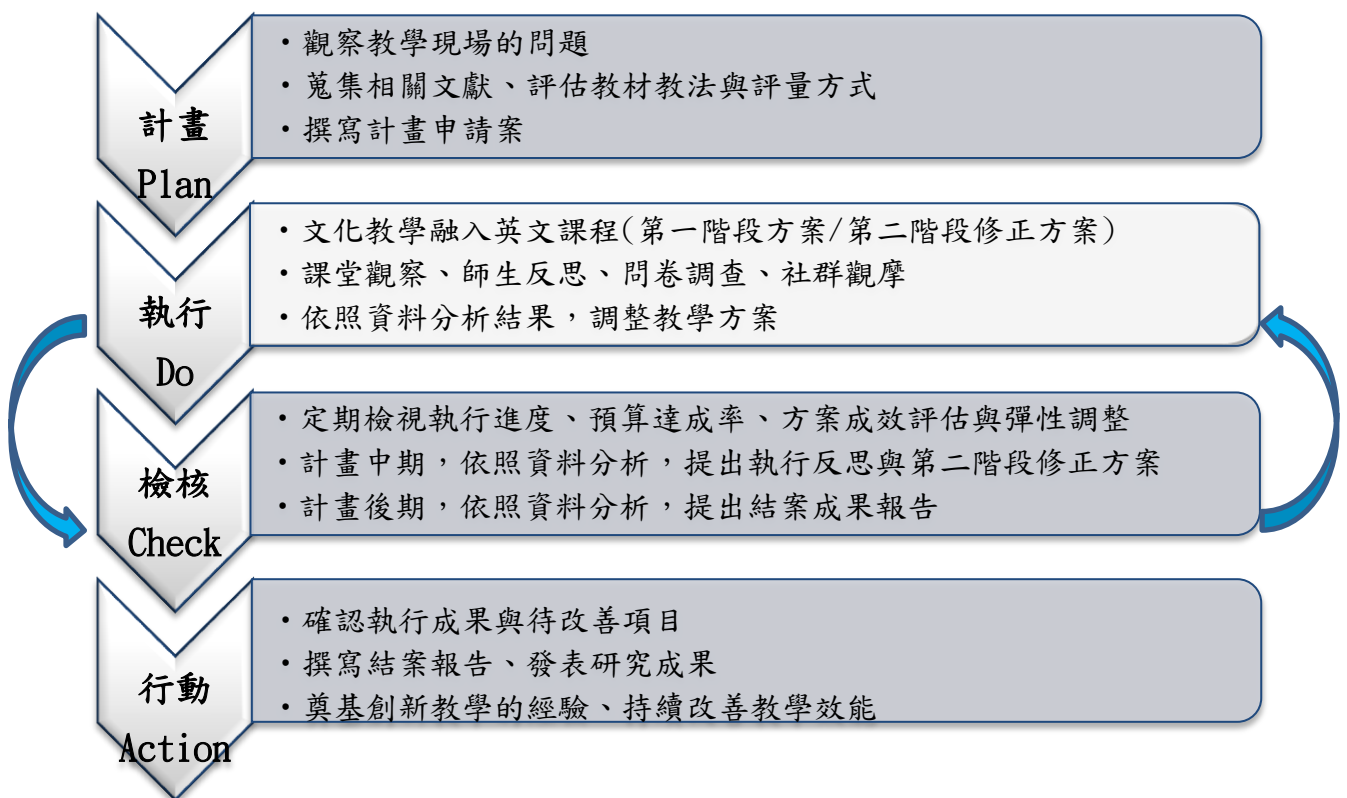 計畫
Plan
・觀察教學現場的問題
・蒐集相關文獻、評估教材教法與評量方式
・撰寫計畫申請案
執行
Do
・文化教學融入英文課程(第一階段方案/第二階段修正方案)
・課堂觀察、師生反思、問卷調查、社群觀摩
・依照資料分析結果，調整教學方案
檢核
Check
・定期檢視執行進度、預算達成率、方案成效評估與彈性調整
・計畫中期，依照資料分析，提出執行反思與第二階段修正方案
・計畫後期，依照資料分析，提出結案成果報告
行動
Action
・確認執行成果與待改善項目
・撰寫結案報告、發表研究成果
・奠基創新教學的經驗、持續改善教學效能